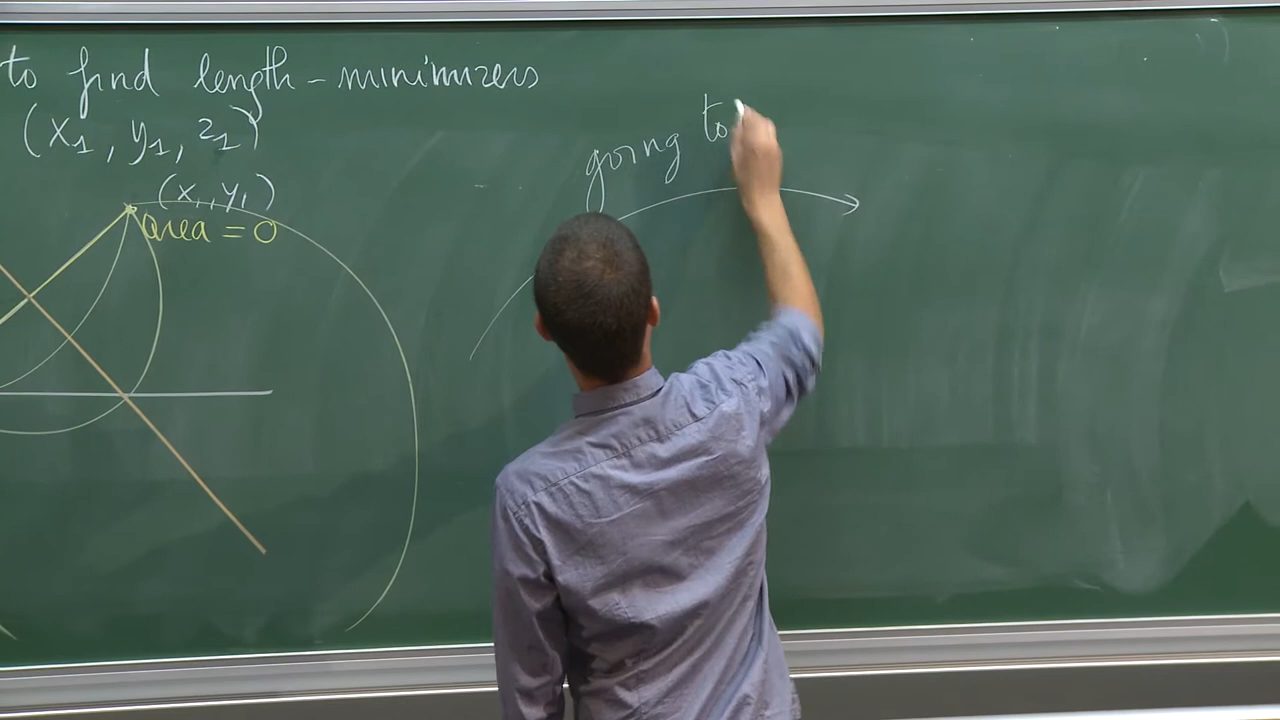 to find length-minimizers
(x₁, y₁, z₁)
(x₁, y₁)
area = 0
going to